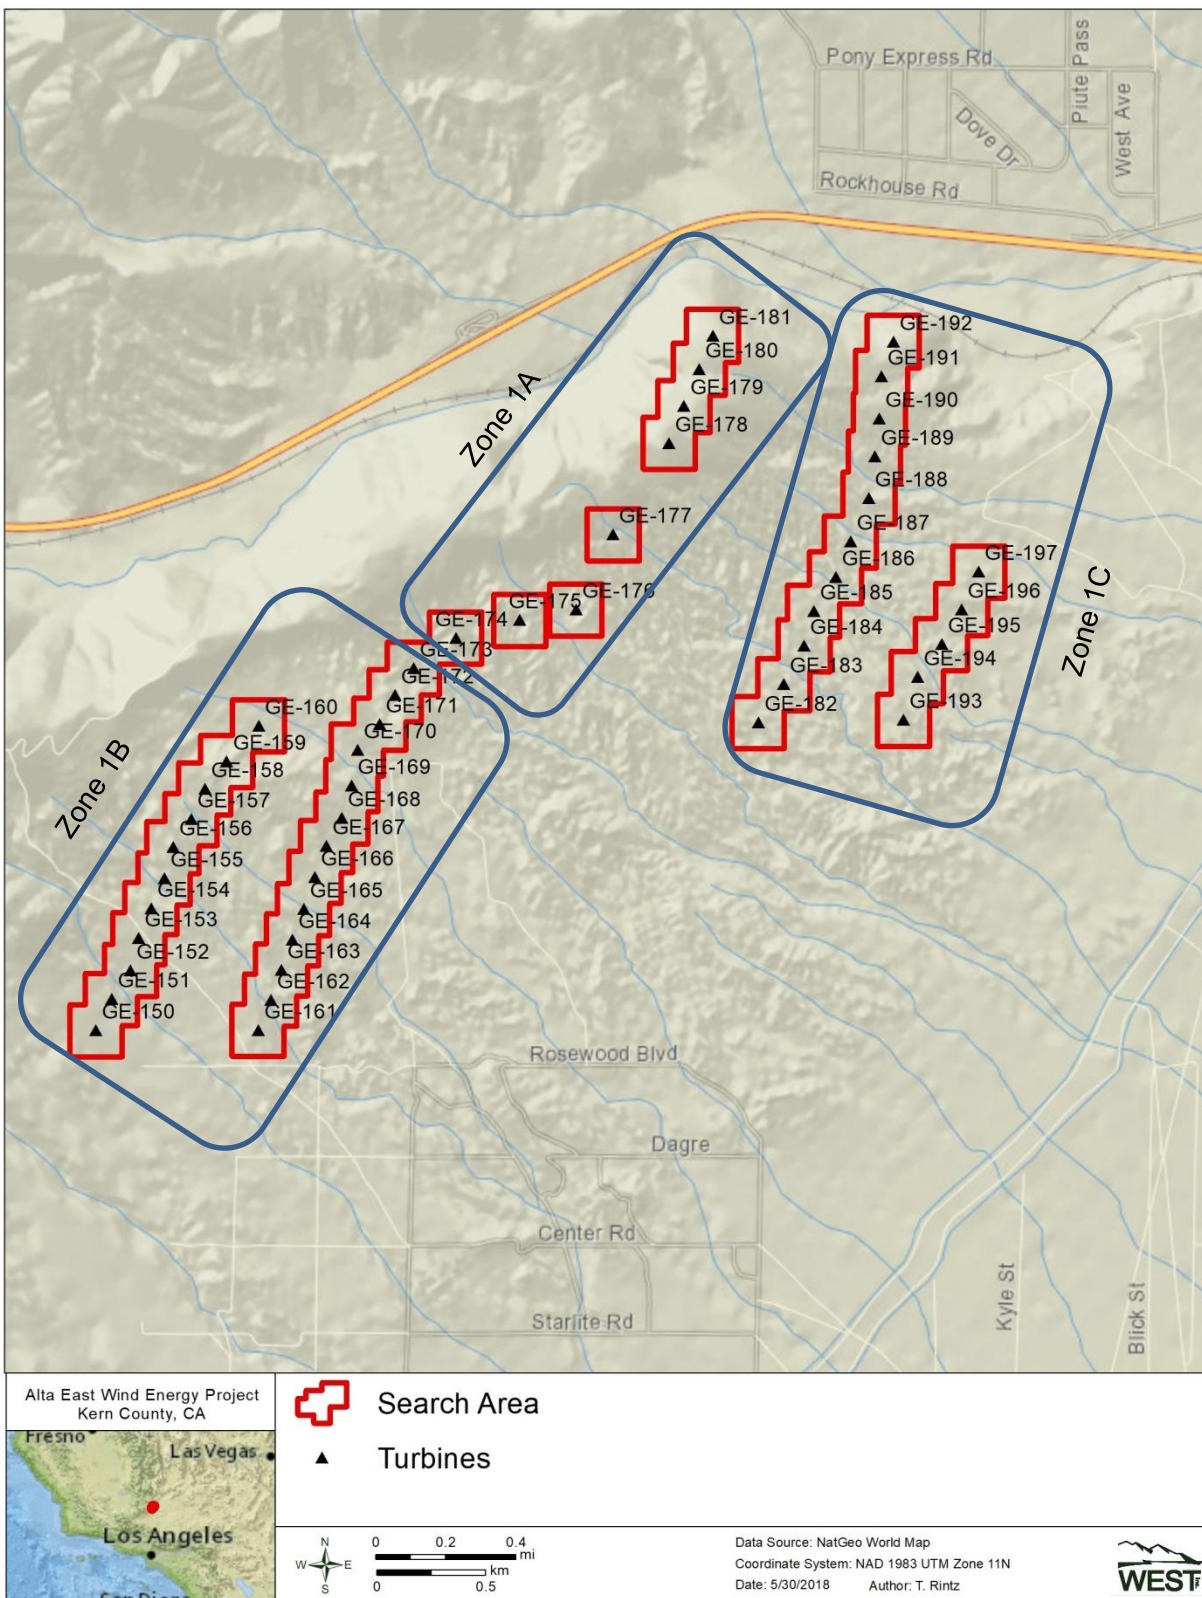 Pony Express Rd
Piute Pass
West Ave
Dove Dr
Rockhouse Rd
GE-181
GE-192
GE-180
GE-191
GE-179
GE-190
Zone 1A
GE-178
GE-189
GE-188
GE-177
GE-187
GE-197
GE-186
GE-176
GE-185
GE-196
GE-175
GE-174
GE-184
GE-195
Zone 1C
GE-173
GE-183
GE-194
GE-172
GE-182
GE-193
GE-171
GE-160
GE-170
GE-159
GE-169
Zone 1B
GE-158
GE-168
GE-157
GE-167
GE-156
GE-166
GE-155
GE-165
GE-154
GE-164
GE-153
GE-163
GE-152
GE-162
GE-151
GE-161
GE-150
Rosewood Blvd
Dagre
Center Rd
Kyle St
Blick St
Starlite Rd
Alta East Wind Energy Project
Kern County, CA
Fresno
Las Vegas
Los Angeles
San Diego
Search Area
Turbines
N
W E
S
0 0.2 0.4
mi
km
0 0.5
Data Source: NatGeo World Map
Coordinate System: NAD 1983 UTM Zone 11N
Date: 5/30/2018 Author: T. Rintz
WEST